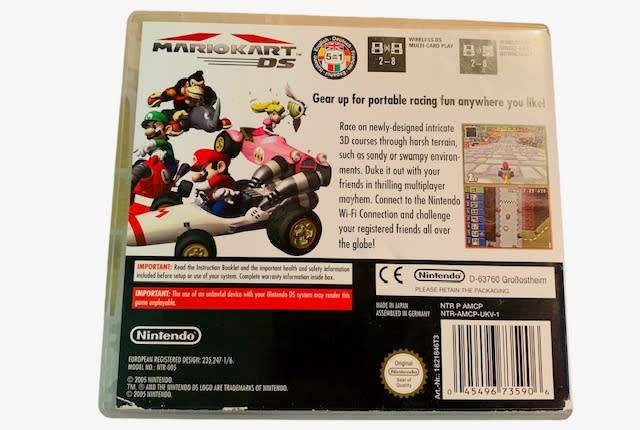 MARIOKART
DS
English
Deutsch
5in1
Español
WIRELESS DS
MULTI-CARD PLAY
2-8
2-8
Gear up for portable racing fun anywhere you like!
Race on newly-designed intricate
3D courses through harsh terrain,
such as sandy or swampy environ-
ments. Duke it out with your
friends in thrilling multiplayer
mayhem. Connect to the Nintendo
Wi-Fi Connection and challenge
your registered friends all over
the globe!
IMPORTANT: Read the Instruction Booklet and the important health and safety information
included before setup or use of your system. Complete warranty information inside box.
IMPORTANT: The use of an unlawful device with your Nintendo DS system may render this
game unplayable.
CE Nintendo D-63760 Großostheim
PLEASE RETAIN THE PACKAGING.
MADE IN JAPAN
ASSEMBLED IN GERMANY
NTR P AMCP
NTR-AMCP-UKV-1
Nintendo
EUROPEAN REGISTERED DESIGN: 235,247-1/6.
MODEL NO.: NTR-005
© 2005 NINTENDO.
TM, ® AND THE NINTENDO DS LOGO ARE TRADEMARKS OF NINTENDO.
© 2005 NINTENDO.
Original
Nintendo
Seal of
Quality
Art.-Nr.: 1821846T3
0 45496 73590 6